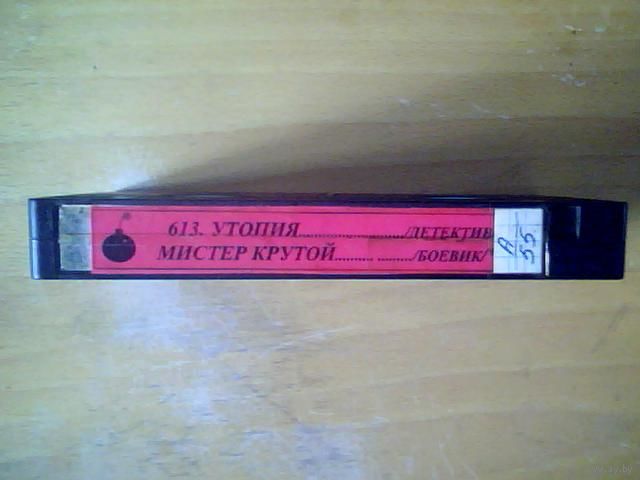 613. УТОПИЯ........................./ДЕТЕКТИВ
МИСТЕР КРУТОЙ.......... ........./БОЕВИК/
А
55